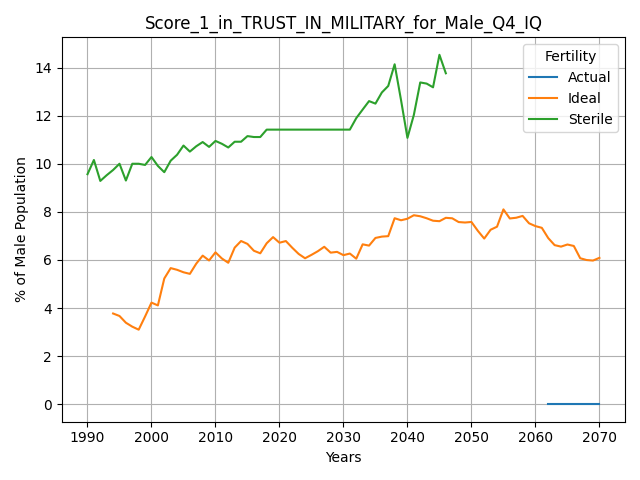 Score_1_in_TRUST_IN_MILITARY_for_Male_Q4_IQ
Fertility
Actual
Ideal
Sterile
% of Male Population
14
12
10
8
6
4
2
0
1990 2000 2010 2020 2030 2040 2050 2060 2070
Years